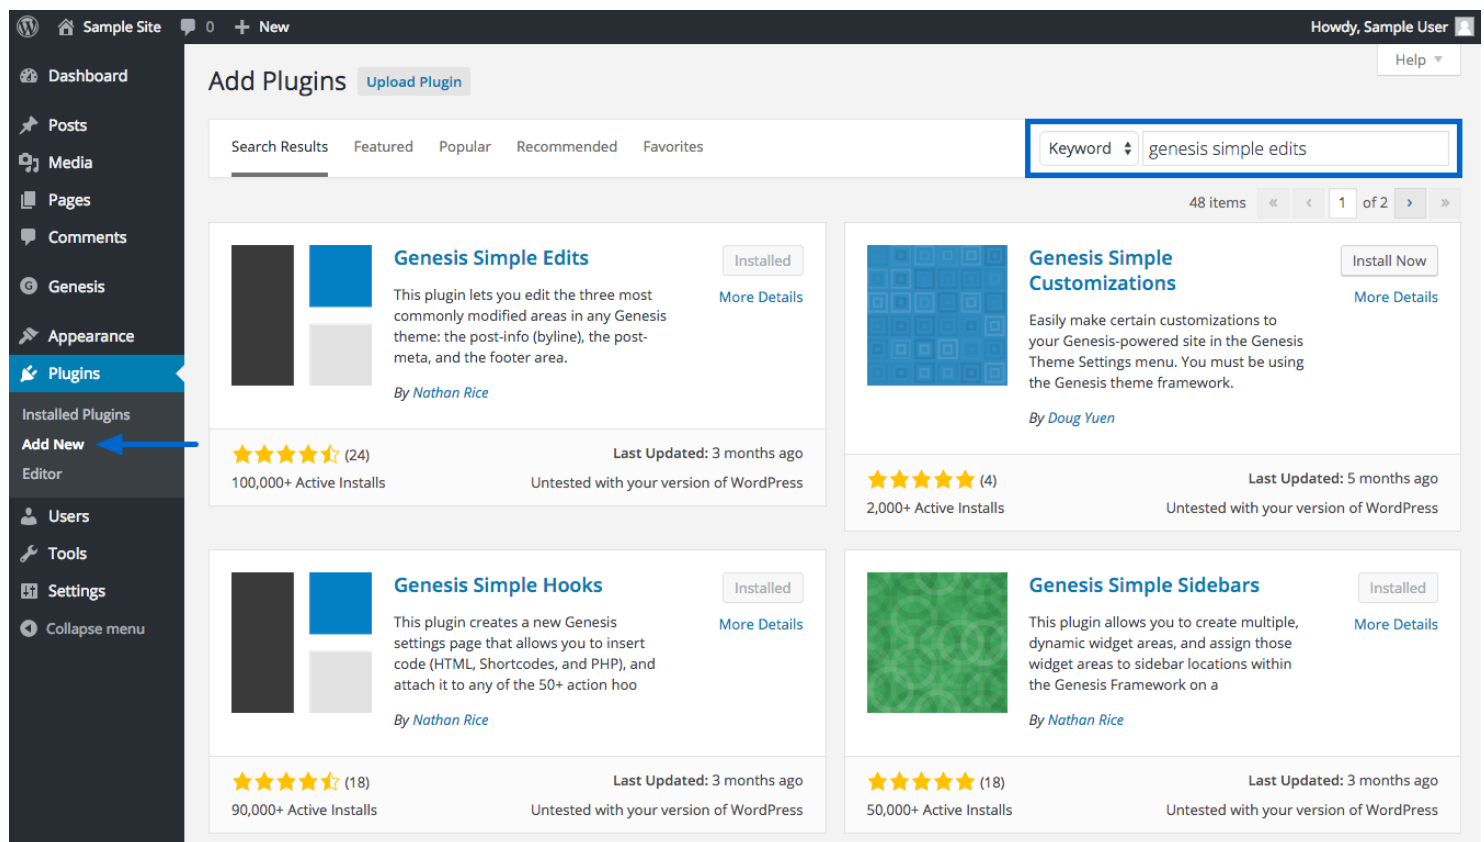 Sample Site 0 New Howdy, Sample User
Dashboard
Posts
Media
Pages
Comments
Genesis
Appearance
Plugins
Installed Plugins
Add New
Editor
Users
Tools
Settings
Collapse menu
Help
Add Plugins Upload Plugin
Search Results Featured Popular Recommended Favorites Keyword genesis simple edits
48 items « ‹ 1 of 2 › »
Genesis Simple Edits
Installed
More Details
This plugin lets you edit the three most
commonly modified areas in any Genesis
theme: the post-info (byline), the post-
meta, and the footer area.
By Nathan Rice
(24)
100,000+ Active Installs
Last Updated: 3 months ago
Untested with your version of WordPress
Genesis Simple
Customizations
Install Now
More Details
Easily make certain customizations to
your Genesis-powered site in the Genesis
Theme Settings menu. You must be using
the Genesis theme framework.
By Doug Yuen
(4)
2,000+ Active Installs
Last Updated: 5 months ago
Untested with your version of WordPress
Genesis Simple Hooks
Installed
More Details
This plugin creates a new Genesis
settings page that allows you to insert
code (HTML, Shortcodes, and PHP), and
attach it to any of the 50+ action hoo
By Nathan Rice
(18)
90,000+ Active Installs
Last Updated: 3 months ago
Untested with your version of WordPress
Genesis Simple Sidebars
Installed
More Details
This plugin allows you to create multiple,
dynamic widget areas, and assign those
widget areas to sidebar locations within
the Genesis Framework on a
By Nathan Rice
(18)
50,000+ Active Installs
Last Updated: 3 months ago
Untested with your version of WordPress